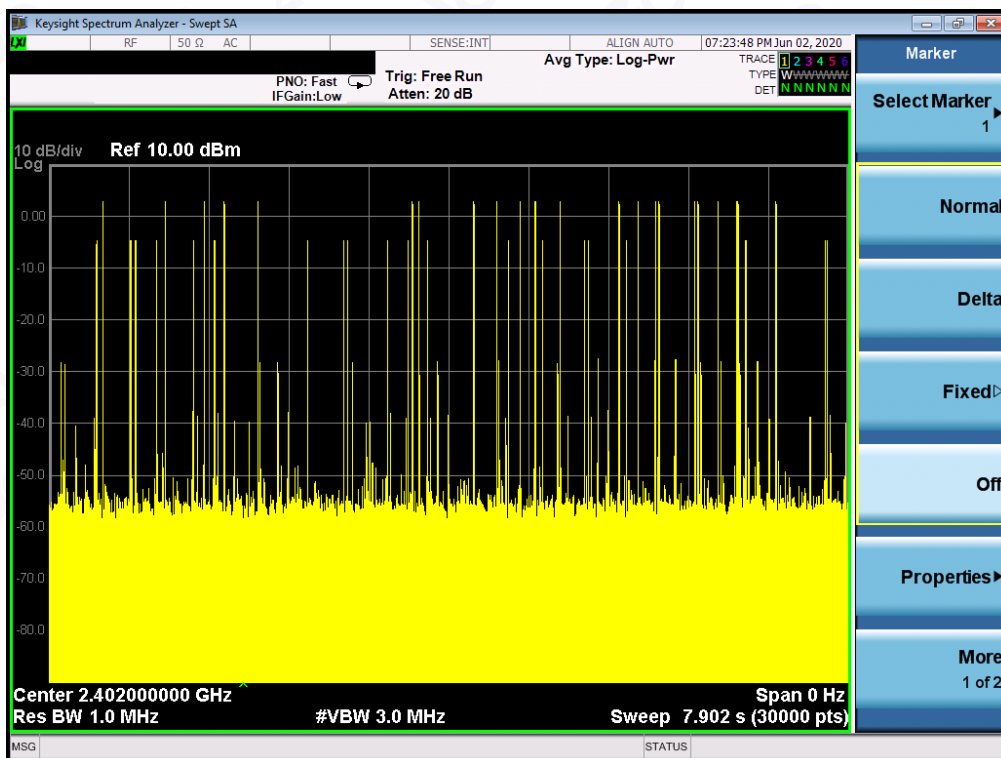 Keysight Spectrum Analyzer - Swept SA
LXI RF 50 Ω AC SENSE:INT ALIGN AUTO 07:23:48 PM Jun 02, 2020
Marker
Avg Type: Log-Pwr
TRACE 1 2 3 4 5 6
PNO: Fast Trig: Free Run
TYPE WWWWWW
IFGain:Low Atten: 20 dB
DET N N N N N N
Select Marker
1
10 dB/div Ref 10.00 dBm
Log
Normal
0.00
-10.0
Delta
-20.0
-30.0
Fixed
-40.0
-50.0
Off
-60.0
-70.0
Properties
-80.0
More
1 of 2
Center 2.402000000 GHz Span 0 Hz
Res BW 1.0 MHz #VBW 3.0 MHz Sweep 7.902 s (30000 pts)
MSG STATUS